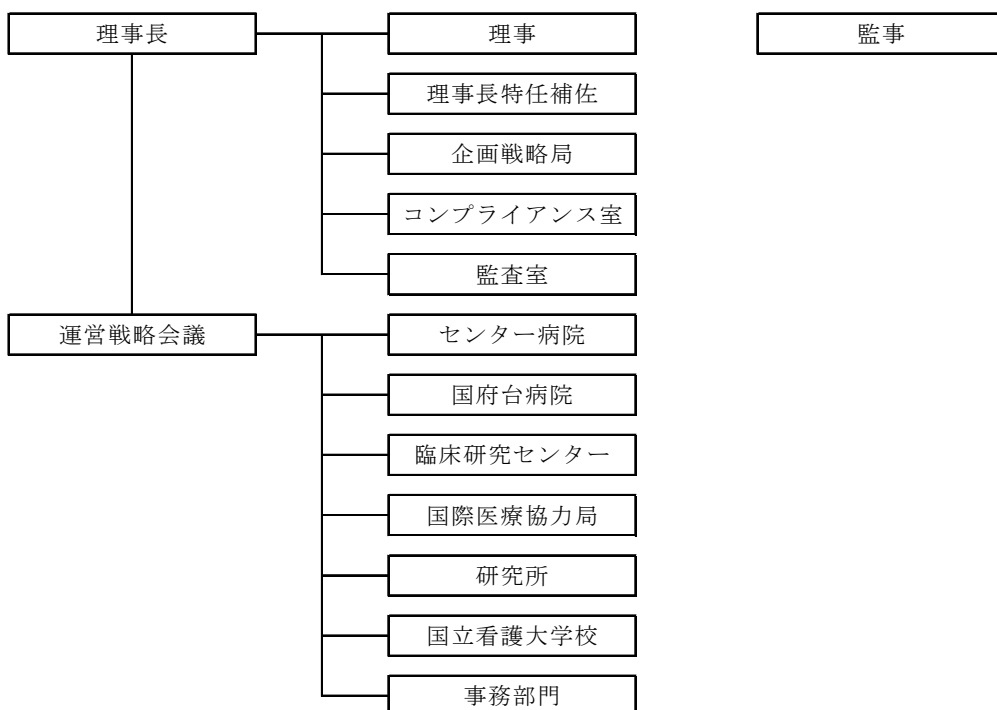 理事長
理事
監事
理事長特任補佐
企画戦略局
コンプライアンス室
監査室
運営戦略会議
センター病院
国府台病院
臨床研究センター
国際医療協力局
研究所
国立看護大学校
事務部門